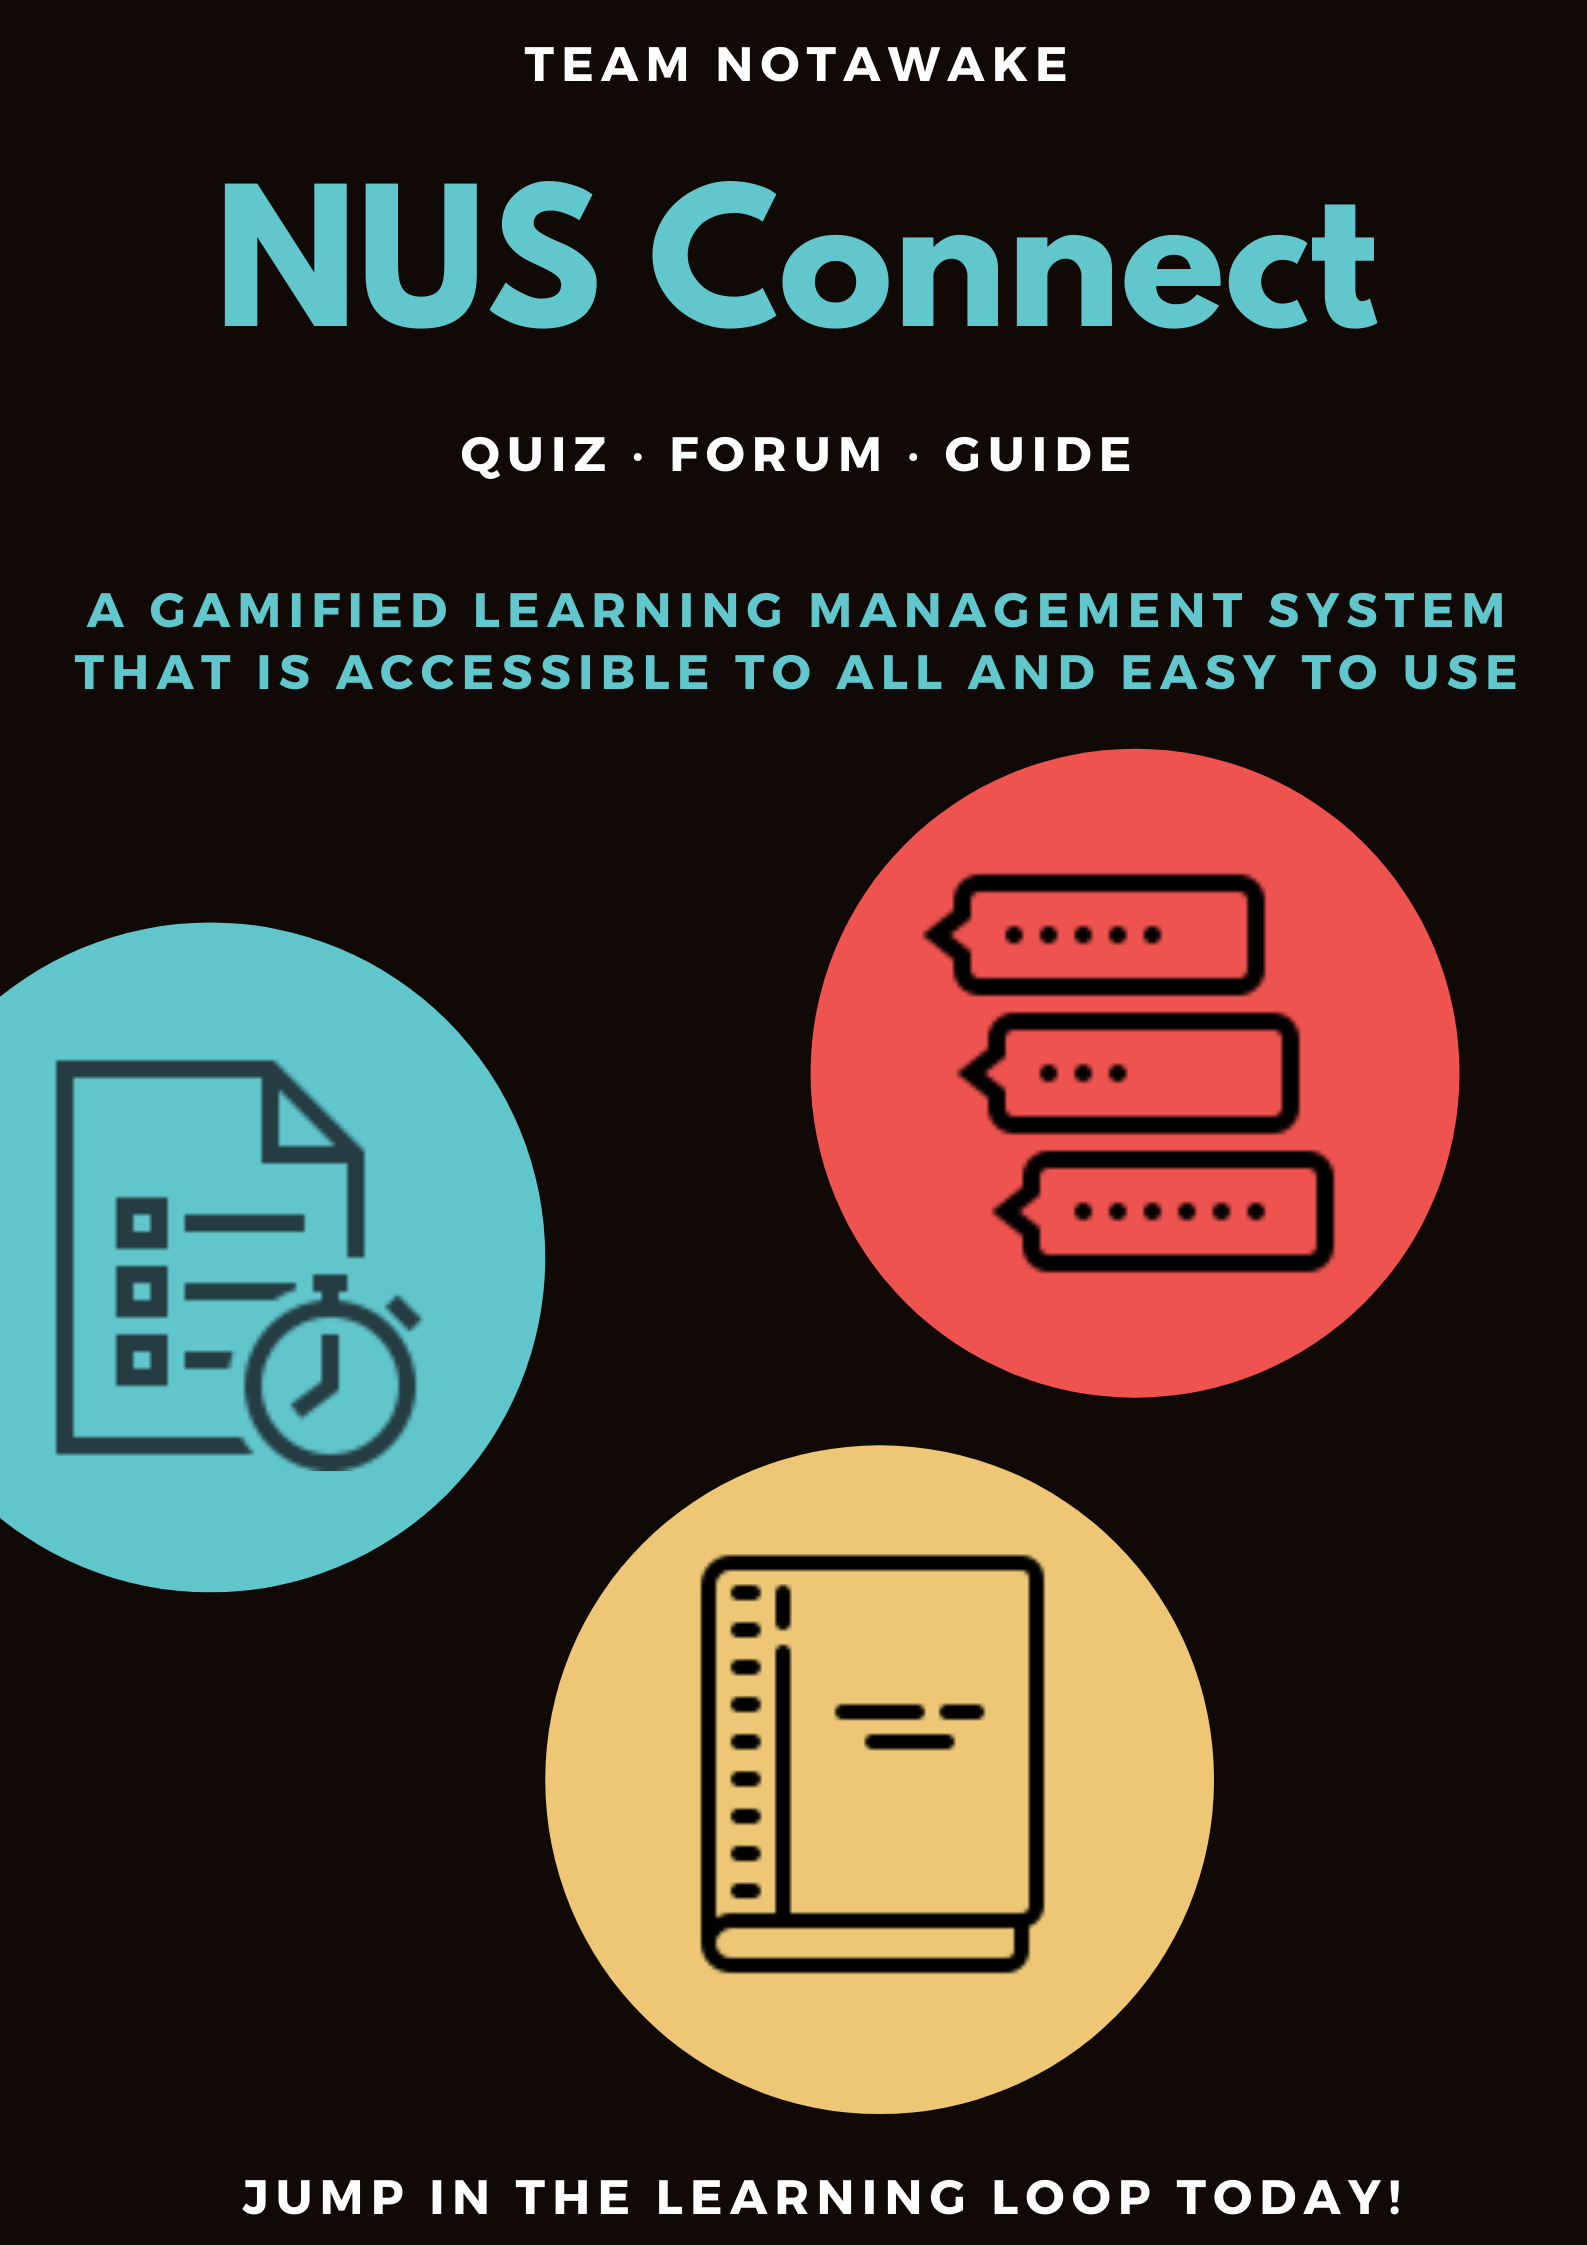 TEAM NOTAWAKE
NUS Connect
QUIZ · FORUM · GUIDE
A GAMIFIED LEARNING MANAGEMENT SYSTEM
THAT IS ACCESSIBLE TO ALL AND EASY TO USE
JUMP IN THE LEARNING LOOP TODAY!